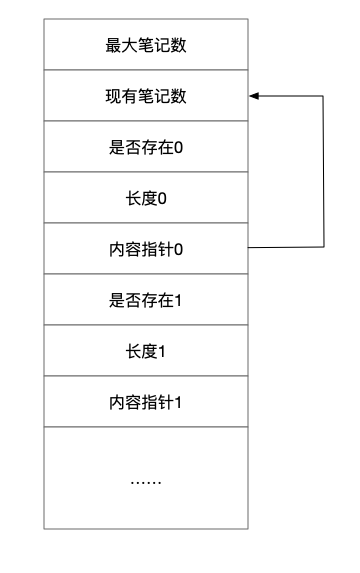 最大笔记数
现有笔记数
是否存在0
长度0
内容指针0
是否存在1
长度1
内容指针1
……